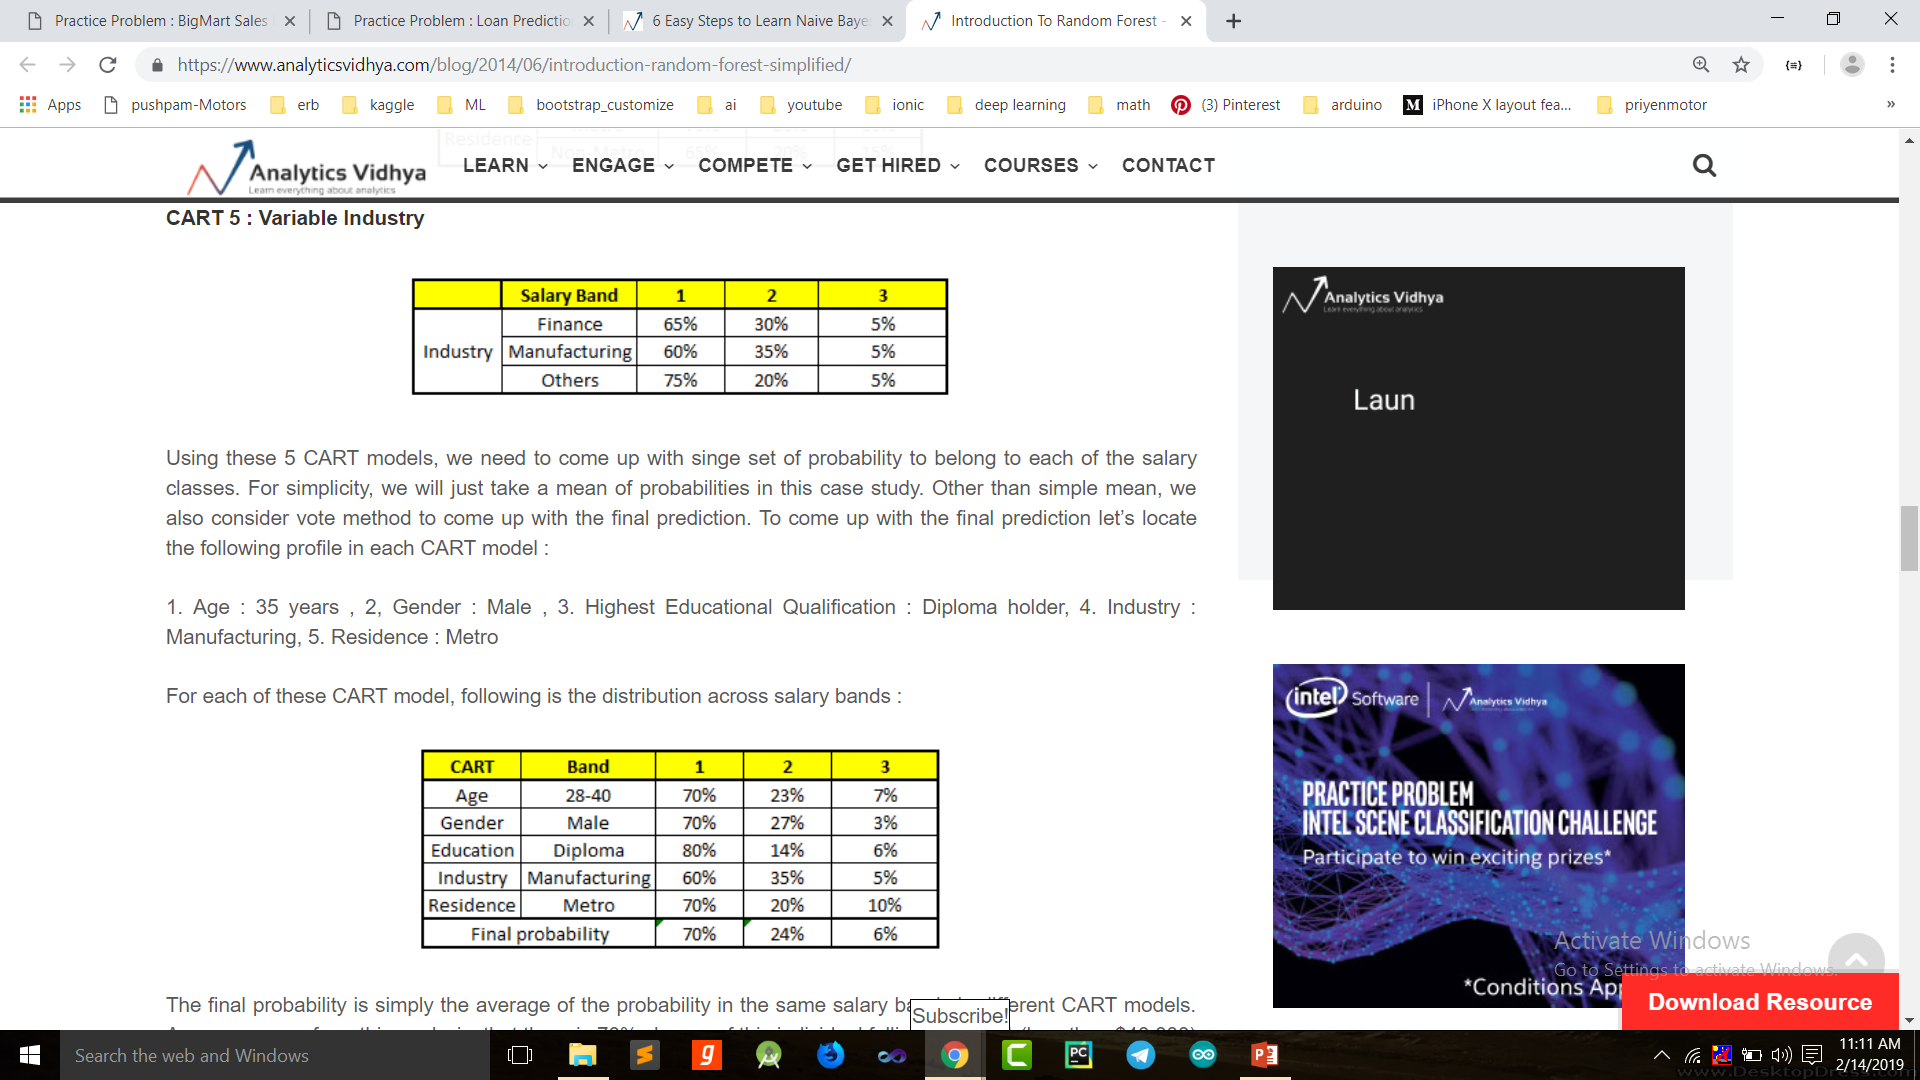 Practice Problem : BigMart Sales
Practice Problem : Loan Predictio
6 Easy Steps to Learn Naive Baye
Introduction To Random Forest -
https://www.analyticsvidhya.com/blog/2014/06/introduction-random-forest-simplified/
Apps pushpam-Motors erb kaggle ML bootstrap_customize ai youtube ionic deep learning math (3) Pinterest arduino M iPhone X layout fea... priyenmotor »
Residence
Non-Metro 65% 20% 15%
Analytics Vidhya
Learn everything about analytics
LEARN ENGAGE COMPETE GET HIRED COURSES CONTACT
CART 5 : Variable Industry
Salary Band 1 2 3
Industry Finance 65% 30% 5%
Manufacturing 60% 35% 5%
Others 75% 20% 5%
Using these 5 CART models, we need to come up with singe set of probability to belong to each of the salary
classes. For simplicity, we will just take a mean of probabilities in this case study. Other than simple mean, we
also consider vote method to come up with the final prediction. To come up with the final prediction let’s locate
the following profile in each CART model :
1. Age : 35 years , 2, Gender : Male , 3. Highest Educational Qualification : Diploma holder, 4. Industry :
Manufacturing, 5. Residence : Metro
For each of these CART model, following is the distribution across salary bands :
CART Band 1 2 3
Age 28-40 70% 23% 7%
Gender Male 70% 27% 3%
Education Diploma 80% 14% 6%
Industry Manufacturing 60% 35% 5%
Residence Metro 70% 20% 10%
Final probability 70% 24% 6%
The final probability is simply the average of the probability in the same salary
erent CART models.
Subscribe!
Analytics Vidhya
Learn everything about analytics
Laun
intel Software Analytics Vidhya
PRACTICE PROBLEM
INTEL SCENE CLASSIFICATION CHALLENGE
Participate to win exciting prizes*
*Conditions Ap
Activate Windows
Go to Settings to activate Windows.
Download Resource
Search the web and Windows
11:11 AM
2/14/2019